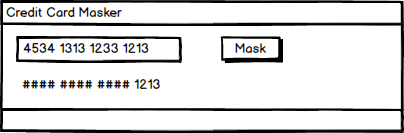 Credit Card Masker
4534 1313 1233 1213
Mask
#### #### #### 1213